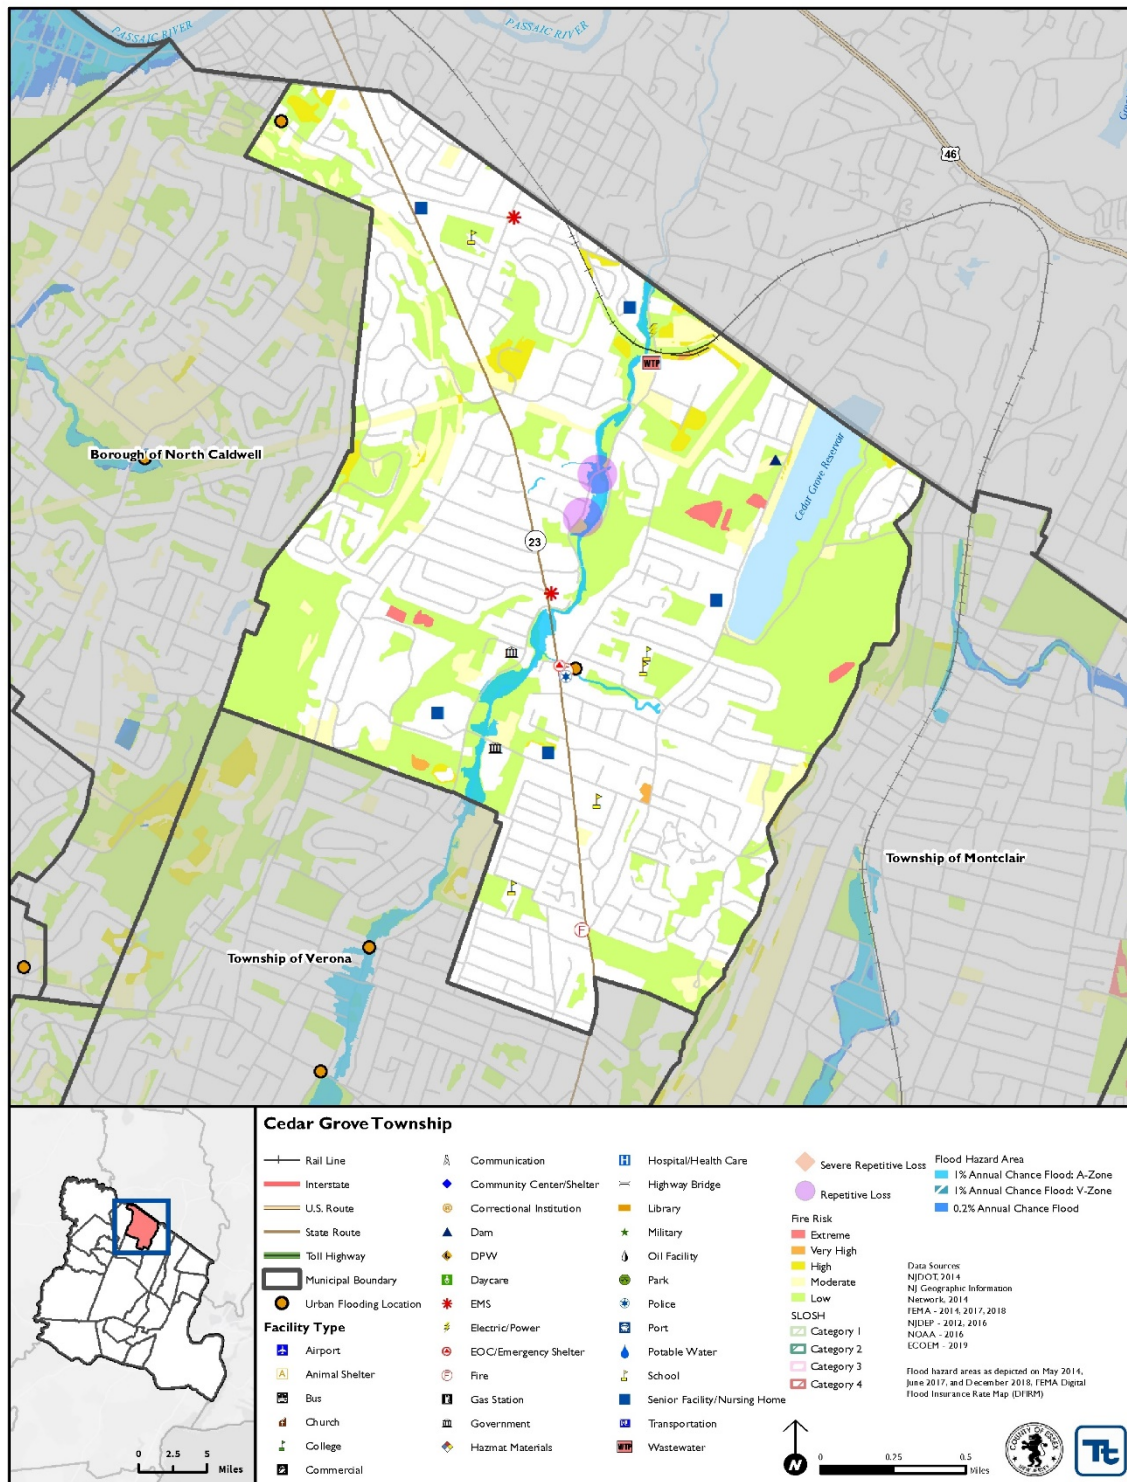 PASSAIC RIVER
PASSAIC RIVER
46
WTP
Cedar Grove Reservoir
Borough of North Caldwell
23
Township of Montclair
F
Township of Verona
Cedar Grove Township
Rail Line
Interstate
U.S. Route
State Route
Toll Highway
Municipal Boundary
Urban Flooding Location
Facility Type
Airport
Animal Shelter
Bus
Church
College
Commercial
Communication
Community Center/Shelter
Correctional Institution
Dam
DPW
Daycare
EMS
Electric/Power
EOC/Emergency Shelter
Fire
Gas Station
Government
Hazmat Materials
Hospital/Health Care
Highway Bridge
Library
Military
Oil Facility
Park
Police
Port
Potable Water
School
Senior Facility/Nursing Home
Transportation
WTP Wastewater
Severe Repetitive Loss
Repetitive Loss
Fire Risk
Extreme
Very High
High
Moderate
Low
SLOSH
Category 1
Category 2
Category 3
Category 4
Flood Hazard Area
1% Annual Chance Flood: A-Zone
1% Annual Chance Flood: V-Zone
0.2% Annual Chance Flood
Data Sources
NJDOT, 2014
NJ Geographic Information
Network, 2014
FEMA - 2014, 2017, 2018
NJDEP - 2012, 2016
NOAA - 2016
ECOEM - 2019
Flood hazard areas as depicted on May 2014,
June 2017, and December 2018, FEMA Digital
Flood Insurance Rate Map (DFIRM)
0 2.5 5
Miles
N
0 0.25 0.5
Miles
COUNTY OF ESSEX
NEW JERSEY
Tt